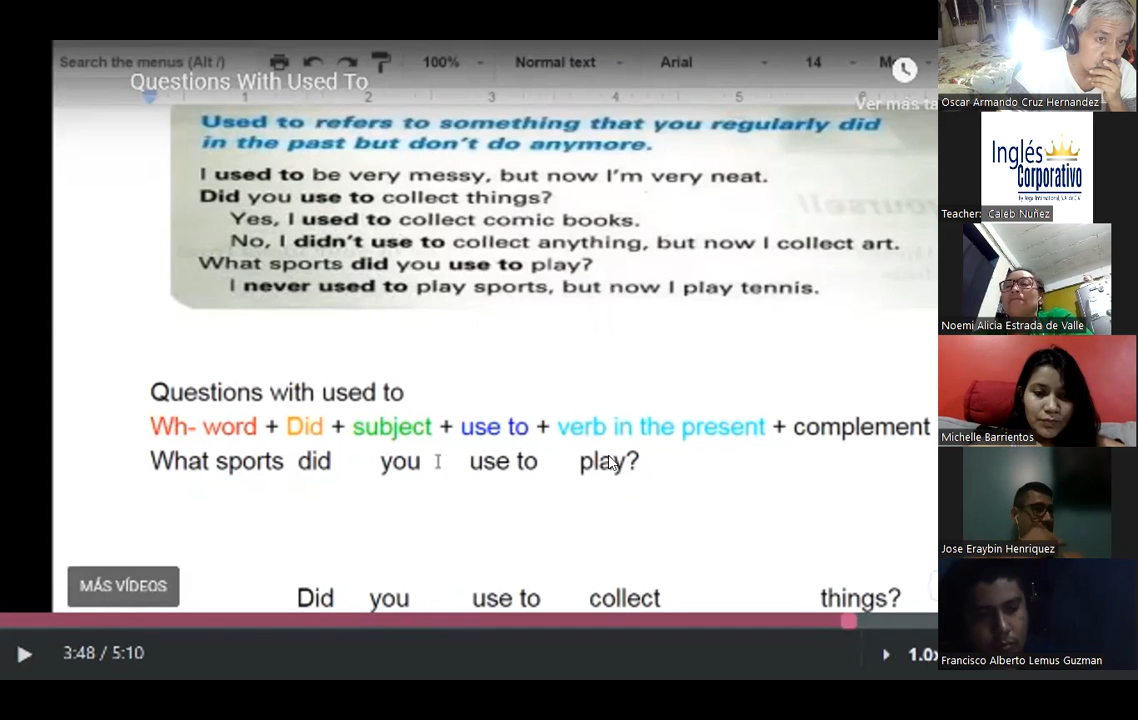 Search the menus (Alt /)
100%
Normal text
Arial
14
Questions With Used To
Ver más ta
1 2 3 4 5 6
Used to refers to something that you regularly did
in the past but don't do anymore.
I used to be very messy, but now I'm very neat.
Did you use to collect things?
Yes, I used to collect comic books.
No, I didn't use to collect anything, but now I collect art.
What sports did you use to play?
I never used to play sports, but now I play tennis.
Questions with used to
Wh- word + Did + subject + use to + verb in the present + complement
What sports did you use to play?
Did you use to collect things?
MÁS VÍDEOS
3:48 / 5:10
1.0x
Oscar Armando Cruz Hernandez
Inglés
Corporativo
Teacher: Caleb Nuñez
Noemi Alicia Estrada de Valle
Michelle Barrientos
Jose Eraybin Henriquez
Francisco Alberto Lemus Guzman